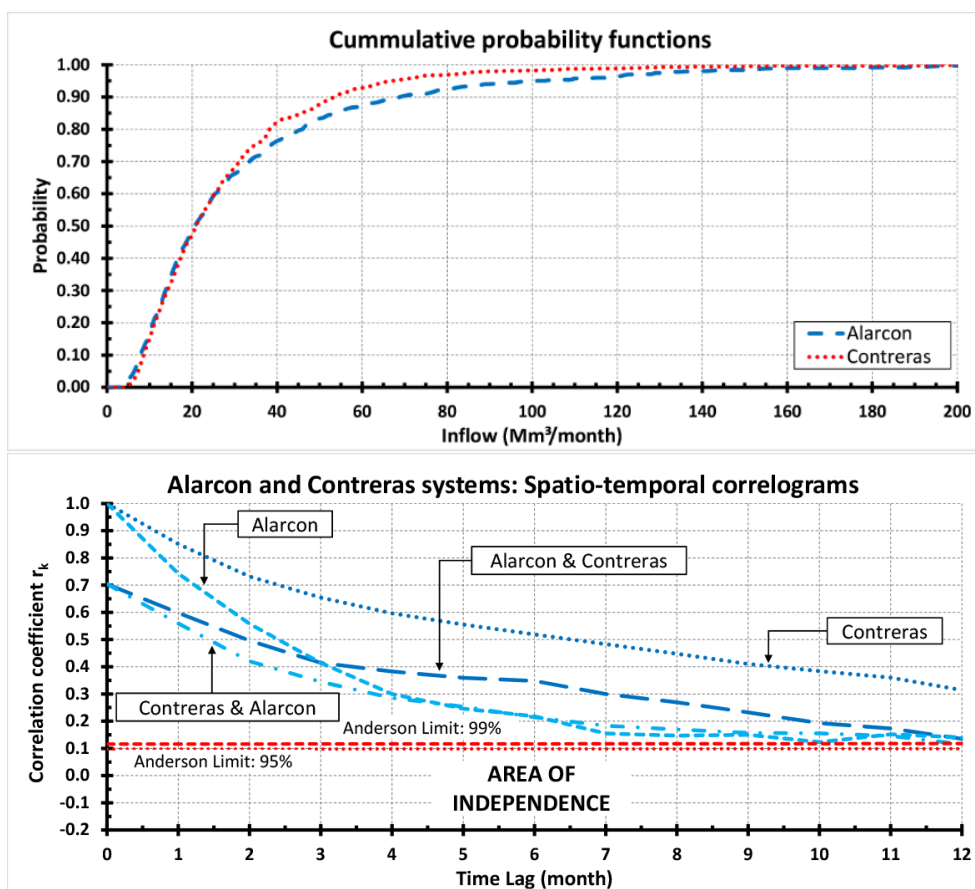 Cummulative probability functions
1.00
0.90
0.80
0.70
0.60
0.50
0.40
0.30
0.20
0.10
0.00
Probability
Alarcon
Contreras
0 20 40 60 80 100 120 140 160 180 200
Inflow (Mm³/month)
Alarcon and Contreras systems: Spatio-temporal correlograms
1.0
0.9
0.8
0.7
0.6
0.5
0.4
0.3
0.2
0.1
0.0
-0.1
-0.2
Correlation coefficient rₖ
Alarcon
Alarcon & Contreras
Contreras
Contreras & Alarcon
Anderson Limit: 99%
Anderson Limit: 95%
AREA OF
INDEPENDENCE
0 1 2 3 4 5 6 7 8 9 10 11 12
Time Lag (month)